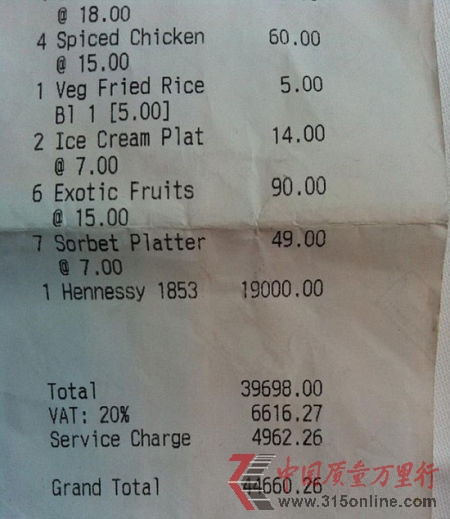 @ 18.00
4 Spiced Chicken 60.00
@ 15.00
1 Veg Fried Rice 5.00
Bl 1 [5.00]
2 Ice Cream Plat 14.00
@ 7.00
6 Exotic Fruits 90.00
@ 15.00
7 Sorbet Platter 49.00
@ 7.00
1 Hennessy 1853 19000.00
Total 39698.00
VAT: 20% 6616.27
Service Charge 4962.26
Grand Total 44660.26
中国质量万里行
www.315online.com